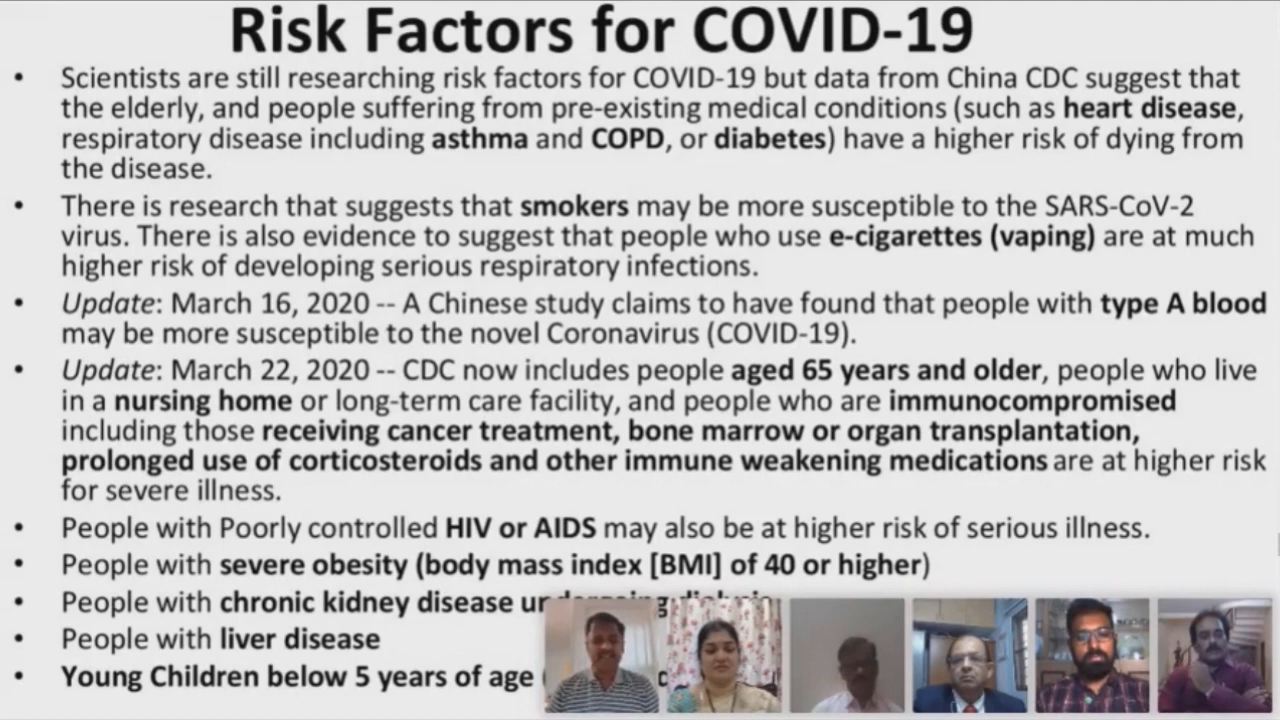 Risk Factors for COVID-19
• Scientists are still researching risk factors for COVID-19 but data from China CDC suggest that
the elderly, and people suffering from pre-existing medical conditions (such as heart disease,
respiratory disease including asthma and COPD, or diabetes) have a higher risk of dying from
the disease.
• There is research that suggests that smokers may be more susceptible to the SARS-CoV-2
virus. There is also evidence to suggest that people who use e-cigarettes (vaping) are at much
higher risk of developing serious respiratory infections.
• Update: March 16, 2020 -- A Chinese study claims to have found that people with type A blood
may be more susceptible to the novel Coronavirus (COVID-19).
• Update: March 22, 2020 -- CDC now includes people aged 65 years and older, people who live
in a nursing home or long-term care facility, and people who are immunocompromised
including those receiving cancer treatment, bone marrow or organ transplantation,
prolonged use of corticosteroids and other immune weakening medications are at higher risk
for severe illness.
• People with Poorly controlled HIV or AIDS may also be at higher risk of serious illness.
• People with severe obesity (body mass index [BMI] of 40 or higher)
• People with chronic kidney disease
• People with liver disease
• Young Children below 5 years of age